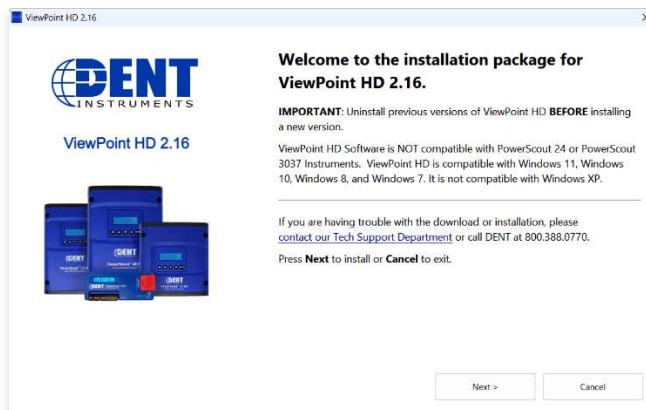 ViewPoint HD 2.16
DENT
INSTRUMENTS
ViewPoint HD 2.16
DENT
DENT
DENT
Welcome to the installation package for
ViewPoint HD 2.16.
IMPORTANT: Uninstall previous versions of ViewPoint HD BEFORE installing
a new version.
ViewPoint HD Software is NOT compatible with PowerScout 24 or PowerScout
3037 Instruments. ViewPoint HD is compatible with Windows 11, Windows
10, Windows 8, and Windows 7. It is not compatible with Windows XP.
If you are having trouble with the download or installation, please
contact our Tech Support Department or call DENT at 800.388.0770.
Press Next to install or Cancel to exit.
Next >
Cancel